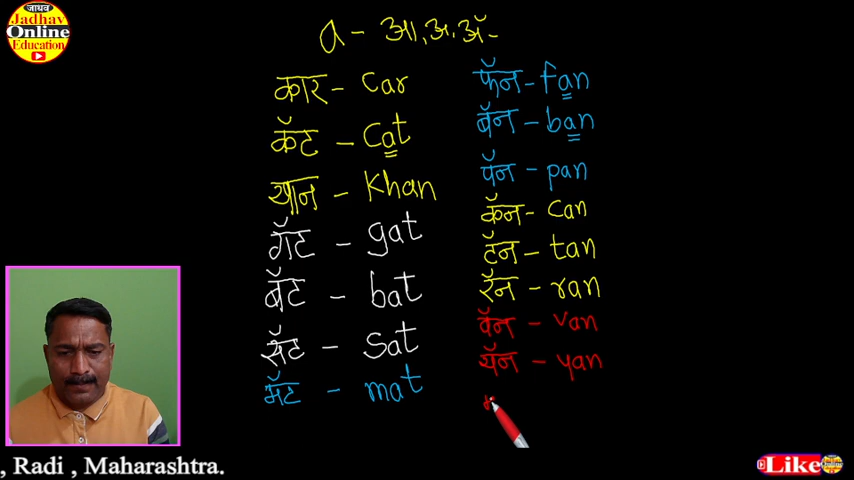 जाधव
Jadhav
Online
Education
a - आ,अ,ॲ-
कार - Car
कॅट - Cat
खान - Khan
गॅट - gat
बॅट - bat
सॅट - Sat
मॅट - mat
फॅन - fan
बॅन - ban
पॅन - pan
कॅन - can
टॅन - tan
रॅन - ran
वॅन - Van
यॅन - yan
, Radi , Maharashtra.
Like